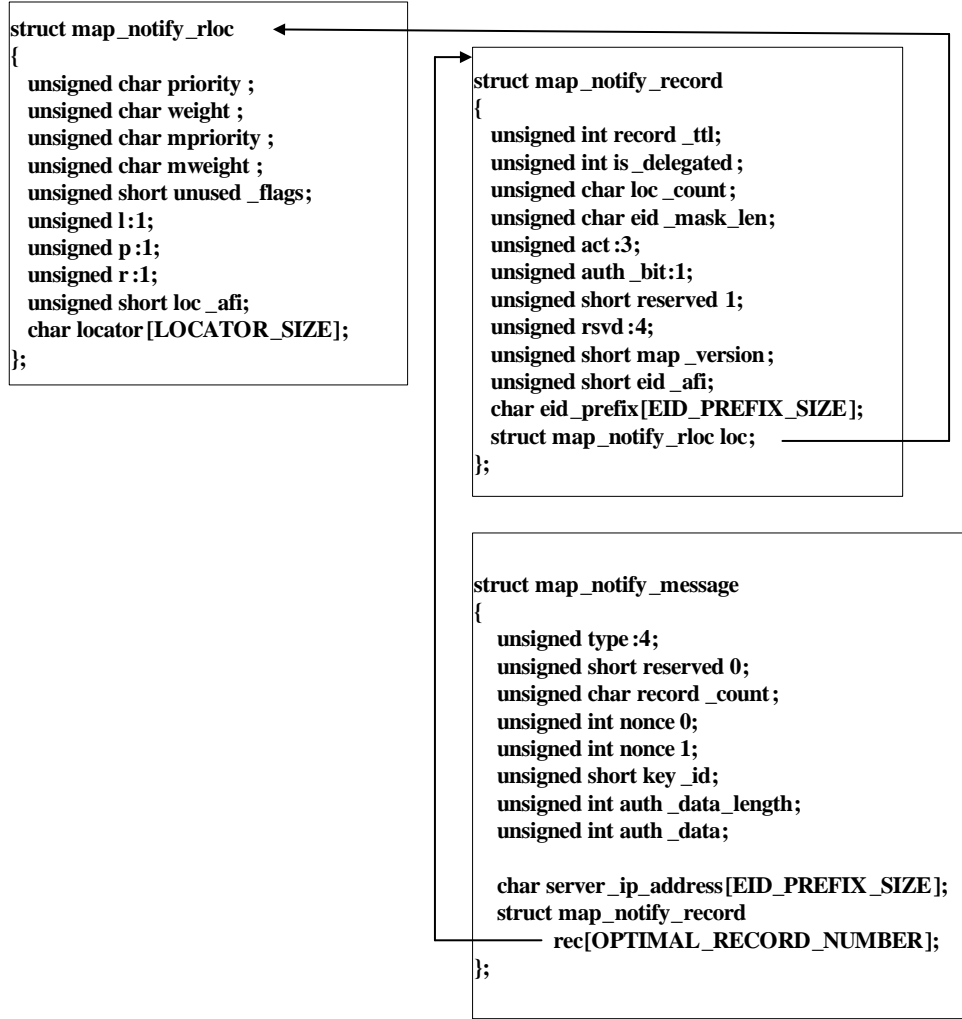 struct map_notify_rloc
{
unsigned char priority ;
unsigned char weight ;
unsigned char mpriority ;
unsigned char mweight ;
unsigned short unused _flags;
unsigned l:1;
unsigned p:1;
unsigned r:1;
unsigned short loc _afi;
char locator[LOCATOR_SIZE];
};
struct map_notify_record
{
unsigned int record _ttl;
unsigned int is _delegated;
unsigned char loc _count;
unsigned char eid _mask_len;
unsigned act:3;
unsigned auth _bit:1;
unsigned short reserved 1;
unsigned rsvd:4;
unsigned short map _version;
unsigned short eid _afi;
char eid_prefix[EID_PREFIX_SIZE];
struct map_notify_rloc loc;
};
struct map_notify_message
{
unsigned type:4;
unsigned short reserved 0;
unsigned char record _count;
unsigned int nonce 0;
unsigned int nonce 1;
unsigned short key _id;
unsigned int auth _data_length;
unsigned int auth _data;
char server_ip_address[EID_PREFIX_SIZE];
struct map_notify_record
rec[OPTIMAL_RECORD_NUMBER];
};